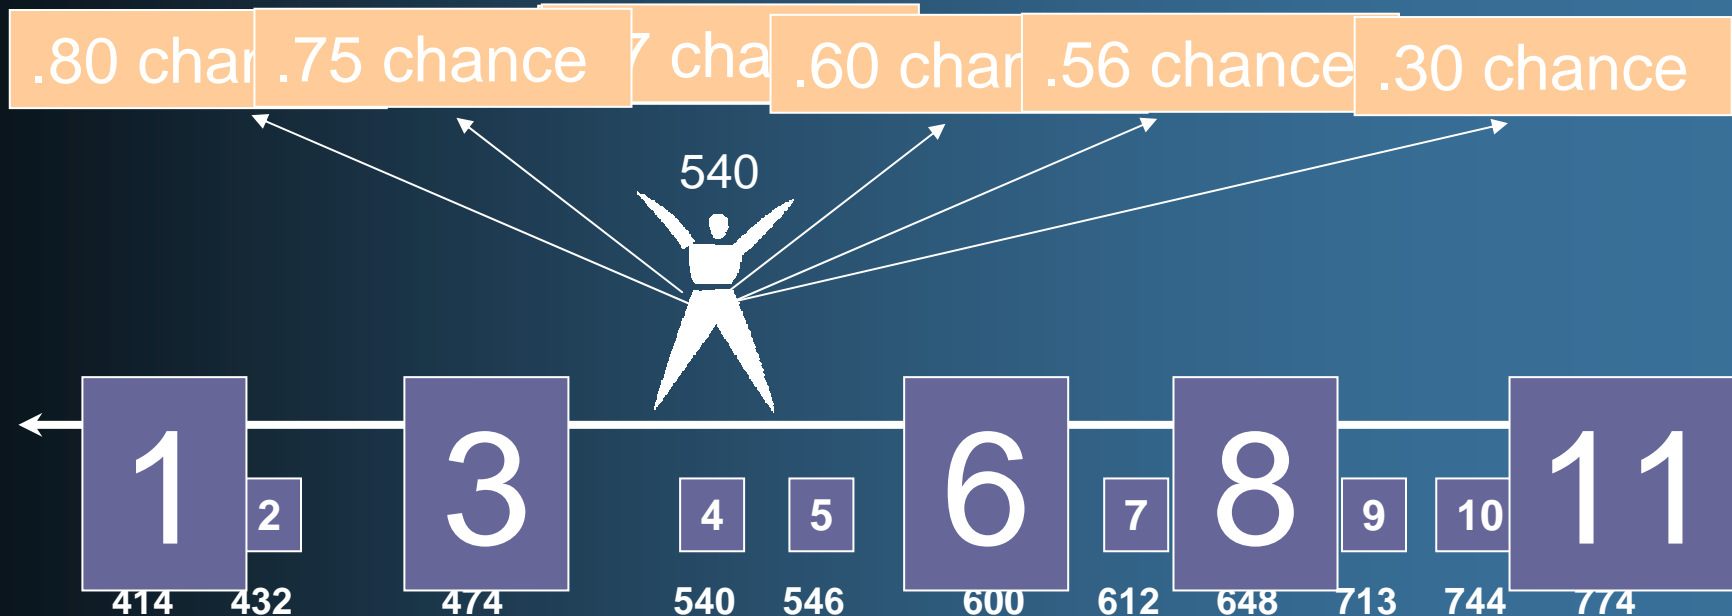 .80 char .75 chance 7 cha .60 char .56 chance .30 chance
540
1 2 3 4 5 6 7 8 9 10 11
414 432 474 540 546 600 612 648 713 744 774